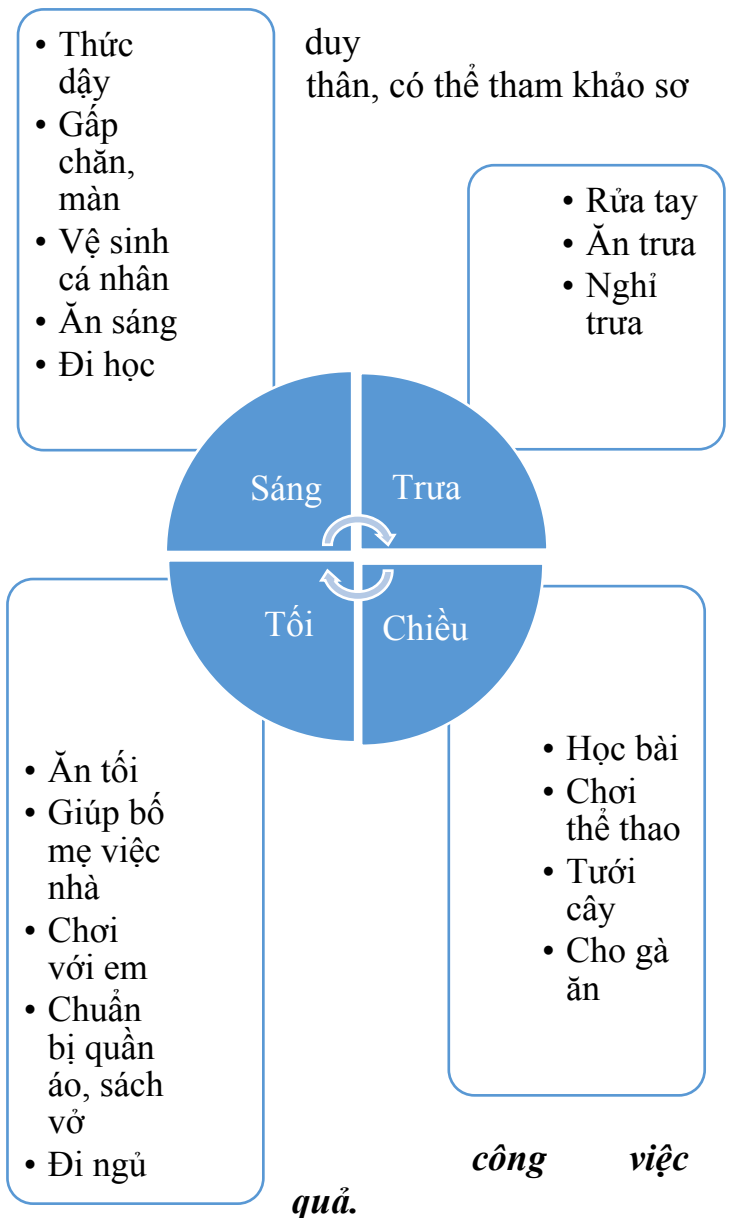 • Thức
dậy
• Gấp
chăn,
màn
• Vệ sinh
cá nhân
• Ăn sáng
• Đi học
duy
thân, có thể tham khảo sơ
• Rửa tay
• Ăn trưa
• Nghỉ
trưa
Sáng
Trưa
Tối
Chiều
• Ăn tối
• Giúp bố
mẹ việc
nhà
• Chơi
với em
• Chuẩn
bị quần
áo, sách
vở
• Đi ngủ
• Học bài
• Chơi
thể thao
• Tưới
cây
• Cho gà
ăn
công việc
quả.